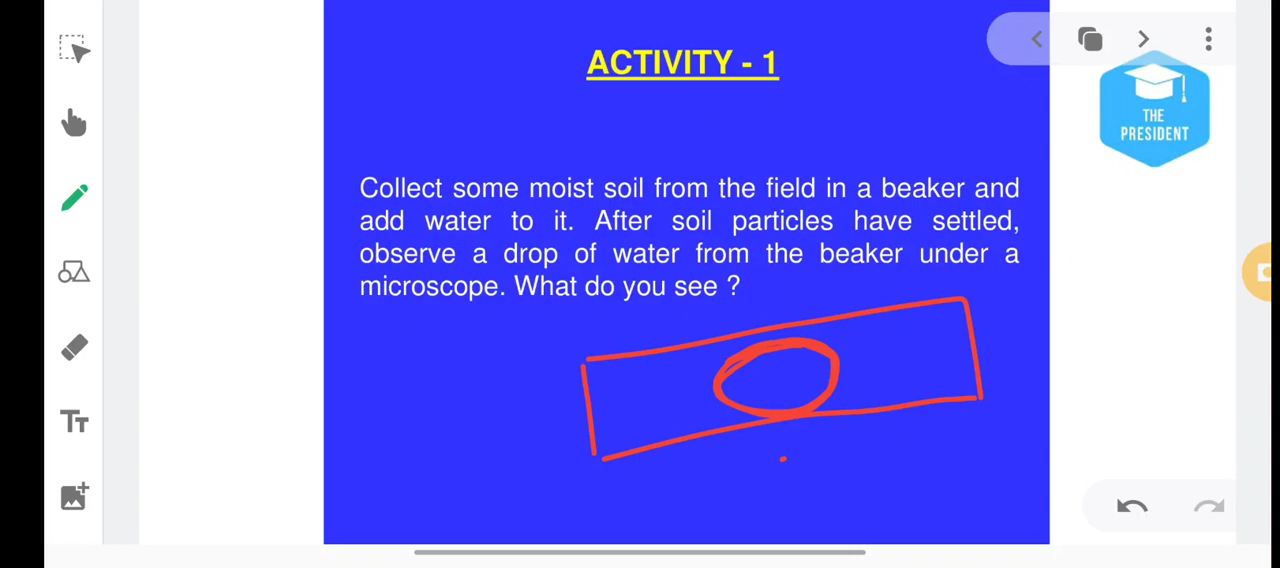 ACTIVITY - 1
THE
PRESIDENT
Collect some moist soil from the field in a beaker and
add water to it. After soil particles have settled,
observe a drop of water from the beaker under a
microscope. What do you see ?
TT